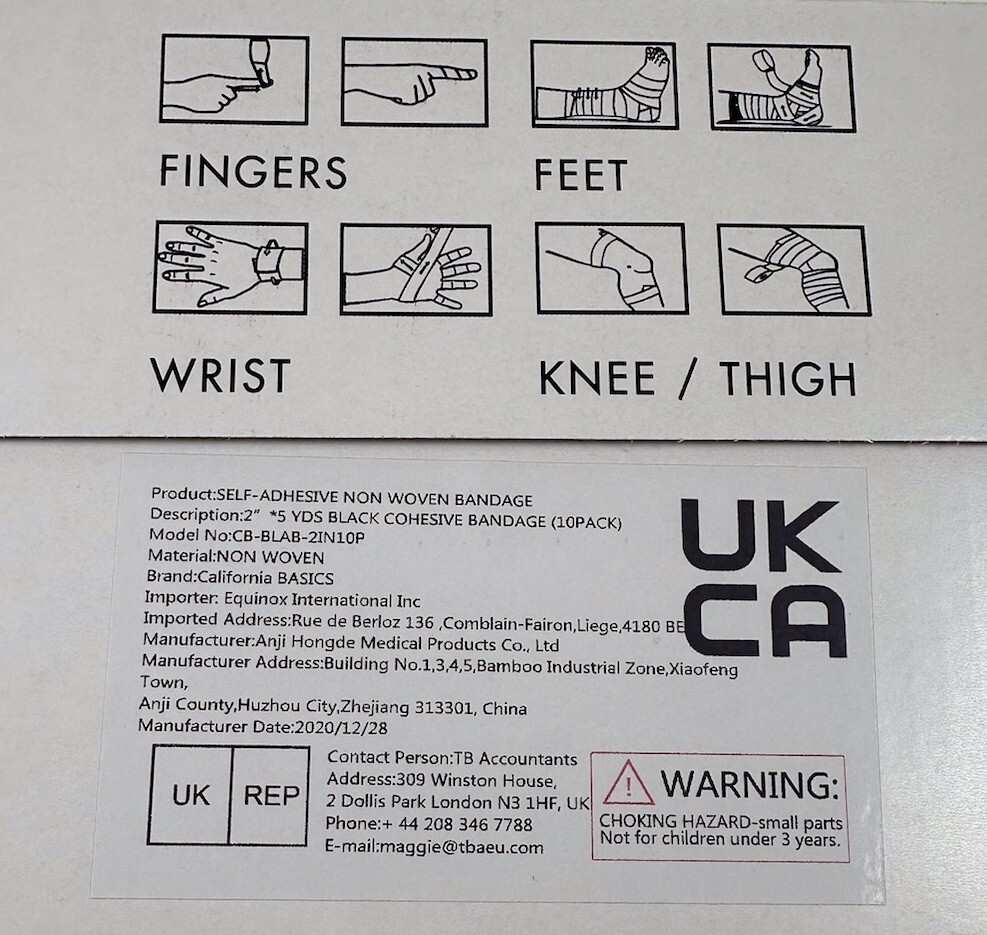 FINGERS
FEET
WRIST
KNEE / THIGH
Product:SELF-ADHESIVE NON WOVEN BANDAGE
Description:2" *5 YDS BLACK COHESIVE BANDAGE (10PACK)
Model No:CB-BLAB-2IN10P
Material:NON WOVEN
Brand:California BASICS
Importer: Equinox International Inc
Imported Address:Rue de Berloz 136 ,Comblain-Fairon,Liege,4180 BE
Manufacturer:Anji Hongde Medical Products Co., Ltd
Manufacturer Address:Building No.1,3,4,5,Bamboo Industrial Zone,Xiaofeng
Town,
Anji County,Huzhou City,Zhejiang 313301, China
Manufacturer Date:2020/12/28
UK
CA
UK
REP
Contact Person:TB Accountants
Address:309 Winston House,
2 Dollis Park London N3 1HF, UK
Phone:+ 44 208 346 7788
E-mail:maggie@tbaeu.com
! WARNING:
CHOKING HAZARD-small parts
Not for children under 3 years.